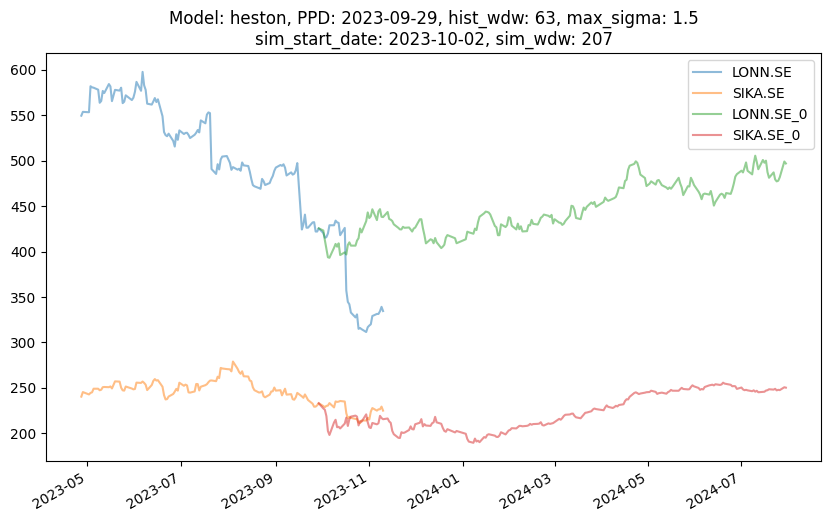 Model: heston, PPD: 2023-09-29, hist_wdw: 63, max_sigma: 1.5
sim_start_date: 2023-10-02, sim_wdw: 207
LONN.SE
SIKA.SE
LONN.SE_0
SIKA.SE_0
600
550
500
450
400
350
300
250
200
2023-05
2023-07
2023-09
2023-11
2024-01
2024-03
2024-05
2024-07